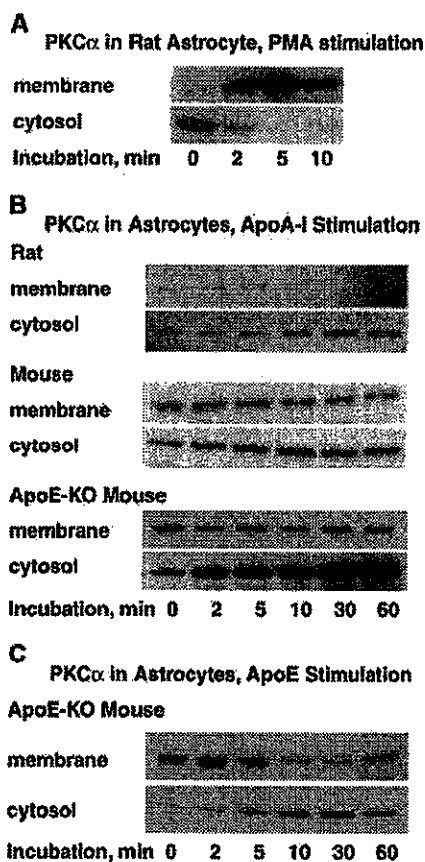 A
PKCα in Rat Astrocyte, PMA stimulation
membrane
cytosol
Incubation, min 0 2 5 10
B
PKCα in Astrocytes, ApoA-I Stimulation
Rat
membrane
cytosol
Mouse
membrane
cytosol
ApoE-KO Mouse
membrane
cytosol
Incubation, min 0 2 5 10 30 60
C
PKCα in Astrocytes, ApoE Stimulation
ApoE-KO Mouse
membrane
cytosol
Incubation, min 0 2 5 10 30 60